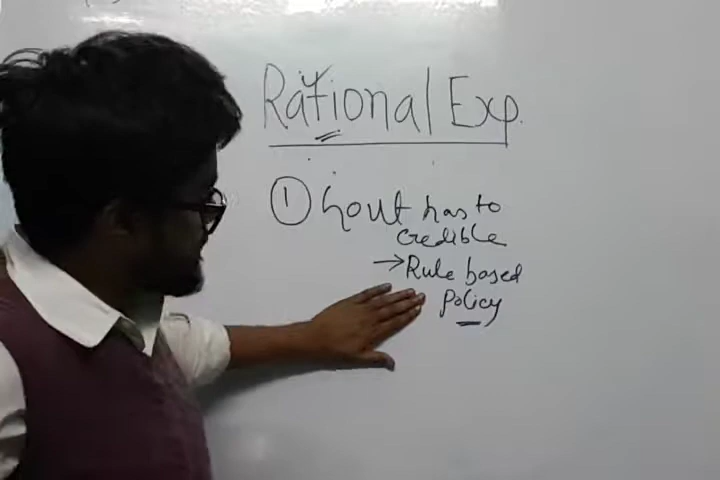 Rational Exp.
① Govt has to
credible
→ Rule based
policy